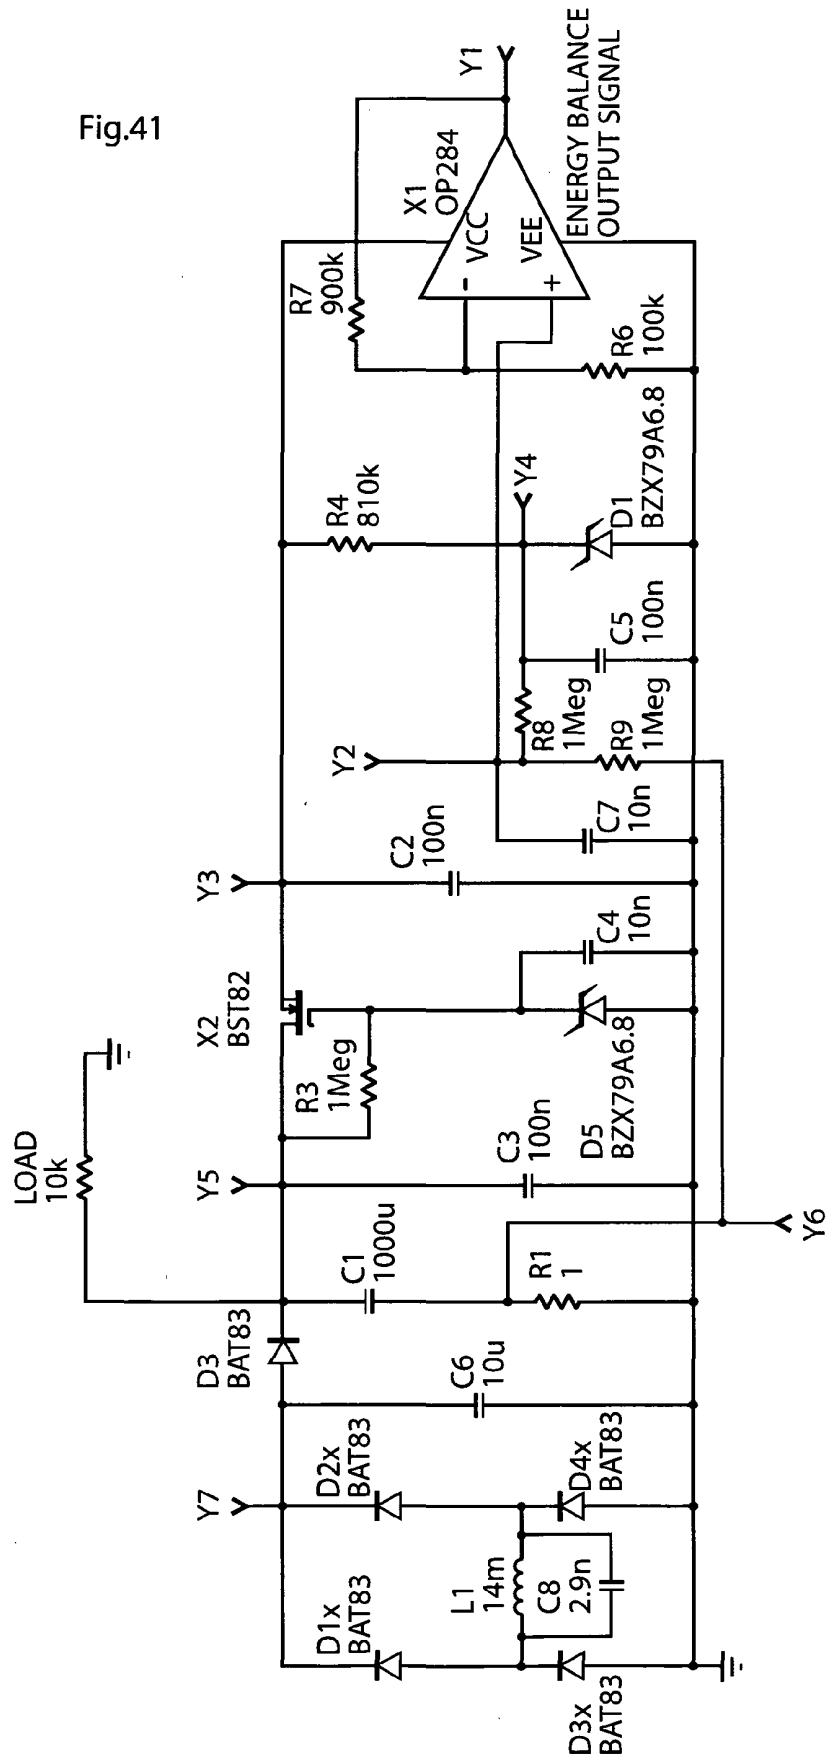 Fig.41
Y1
X1
OP284
ENERGY BALANCE
OUTPUT SIGNAL
VCC
VEE
-
+
R7
900k
R6
100k
R4
810k
Y4
D1
BZX79A6.8
C5
100n
R8
1Meg
R9
1Meg
Y2
C7
10n
C2
100n
Y3
C4
10n
X2
BST82
R3
1Meg
D5
BZX79A6.8
C3
100n
Y5
LOAD
10k
Y6
C1
1000u
R1
1
D3
BAT83
C6
10u
D2x
BAT83
D4x
BAT83
Y7
L1
14m
C8
2.9n
D1x
BAT83
D3x
BAT83